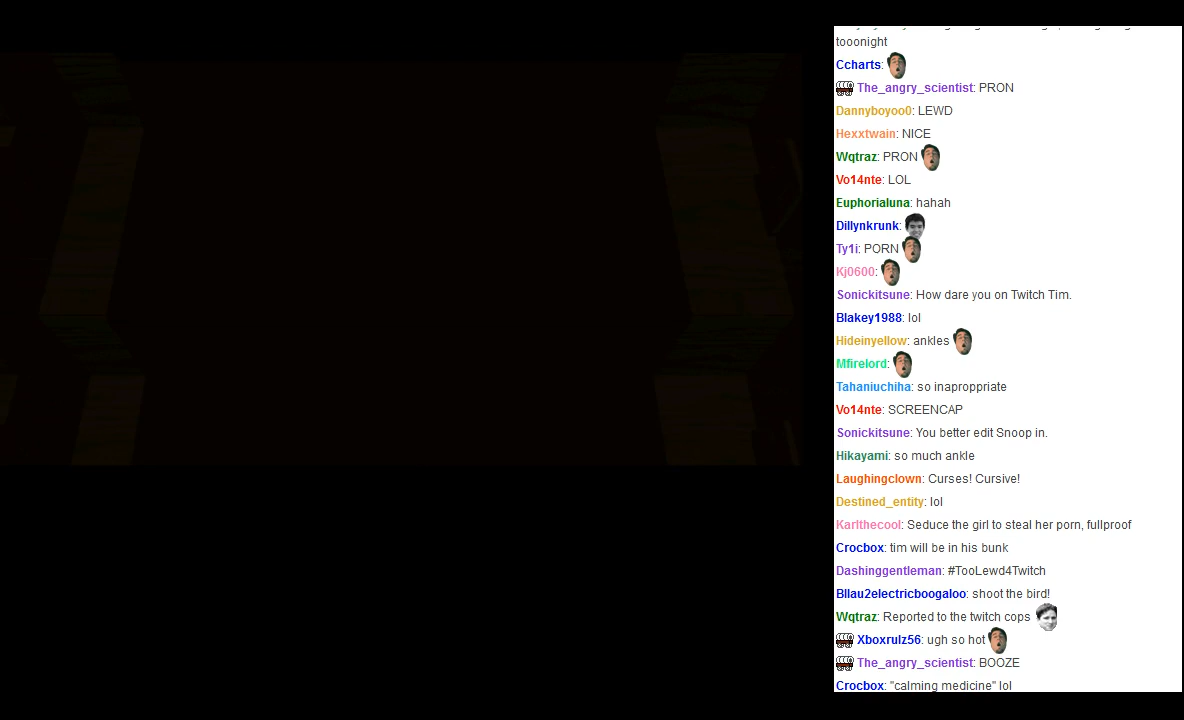 tooonight
Ccharts:
The_angry_scientist: PRON
Dannyboyoo0: LEWD
Hexxtwain: NICE
Wqtraz: PRON
Vo14nte: LOL
Euphorialuna: hahah
Dillynkrunk:
Ty1i: PORN
Kj0600:
Sonickitsune: How dare you on Twitch Tim.
Blakey1988: lol
Hideinyellow: ankles
Mfirelord:
Tahaniuchiha: so inaproppriate
Vo14nte: SCREENCAP
Sonickitsune: You better edit Snoop in.
Hikayami: so much ankle
Laughingclown: Curses! Cursive!
Destined_entity: lol
Karlthecool: Seduce the girl to steal her porn, fullproof
Crocbox: tim will be in his bunk
Dashinggentleman: #TooLewd4Twitch
Bllau2electricboogaloo: shoot the bird!
Wqtraz: Reported to the twitch cops
Xboxrulz56: ugh so hot
The_angry_scientist: BOOZE
Crocbox: "calming medicine" lol